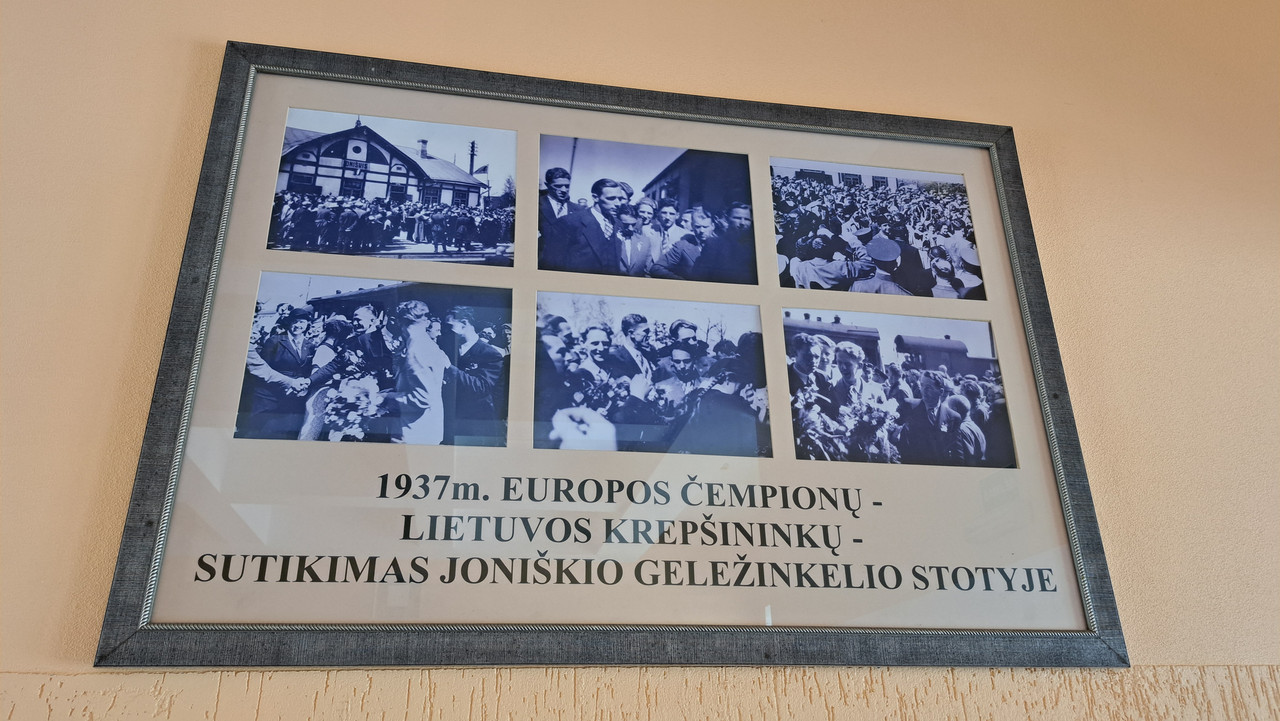 1937m. EUROPOS ČEMPIONŲ -
LIETUVOS KREPŠININKŲ -
SUTIKIMAS JONIŠKIO GELEŽINKELIO STOTYJE